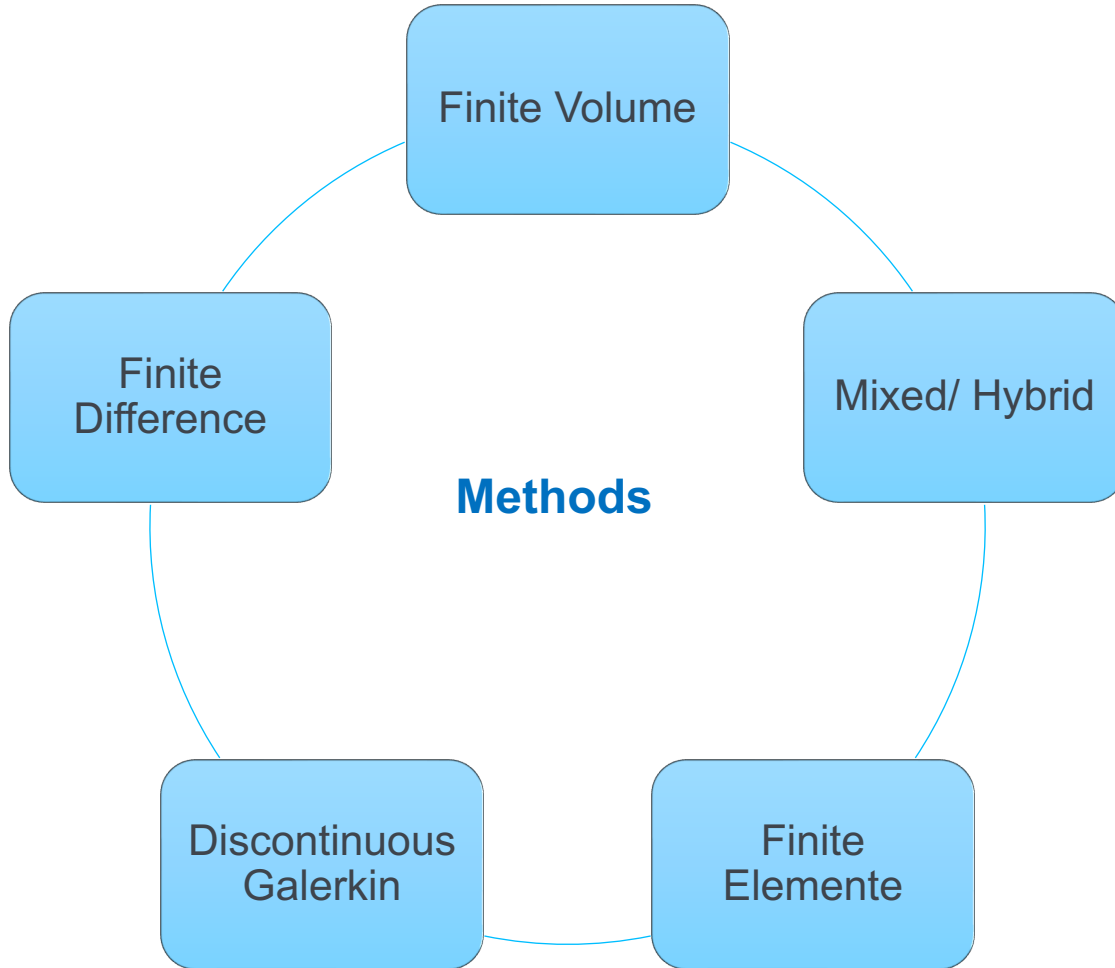 Finite Volume
Finite
Difference
Mixed/ Hybrid
Methods
Discontinuous
Galerkin
Finite
Elemente